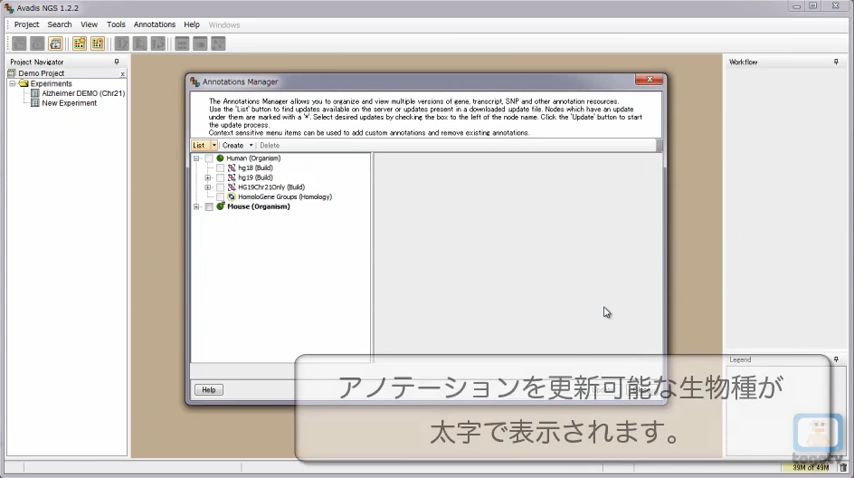 Avadis NGS 1.2.2
Project Search View Tools Annotations Help Windows
Project Navigator
Demo Project
Experiments
Alzheimer DEMO (Chr21)
New Experiment
Annotations Manager
The Annotations Manager allows you to organize and view multiple versions of gene, transcript, SNP and other annotation resources.
Use the 'List' button to find updates available on the server or updates present in a downloaded update file. Nodes which have an update
under them are marked with a '*'. Select desired updates by checking the box to the left of the node name. Click the 'Update' button to start
the update process.
Context sensitive menu items can be used to add custom annotations and remove existing annotations.
List Create Delete
Human (Organism)
hg18 (Build)
hg19 (Build)
HG19Chr21Only (Build)
HomoloGene Groups (Homology)
Mouse (Organism)
Help
Workflow
Legend
アノテーションを更新可能な生物種が
太字で表示されます。
togotv
39M of 49M